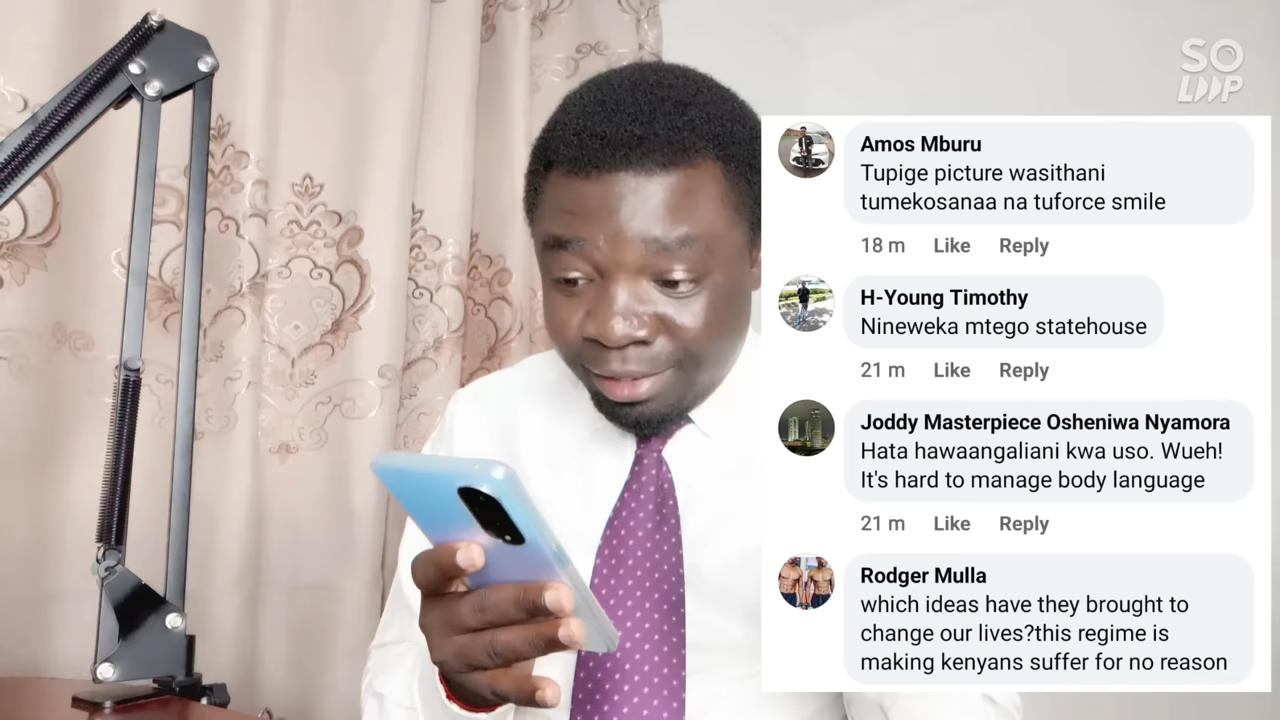 SO
LOOP
Amos Mburu
Tupige picture wasithani
tumekosanaa na tuforce smile
18 m Like Reply
H-Young Timothy
Nineweka mtego statehouse
21 m Like Reply
Joddy Masterpiece Osheniwa Nyamora
Hata hawaangaliani kwa uso. Wueh!
It's hard to manage body language
21 m Like Reply
Rodger Mulla
which ideas have they brought to
change our lives?this regime is
making kenyans suffer for no reason